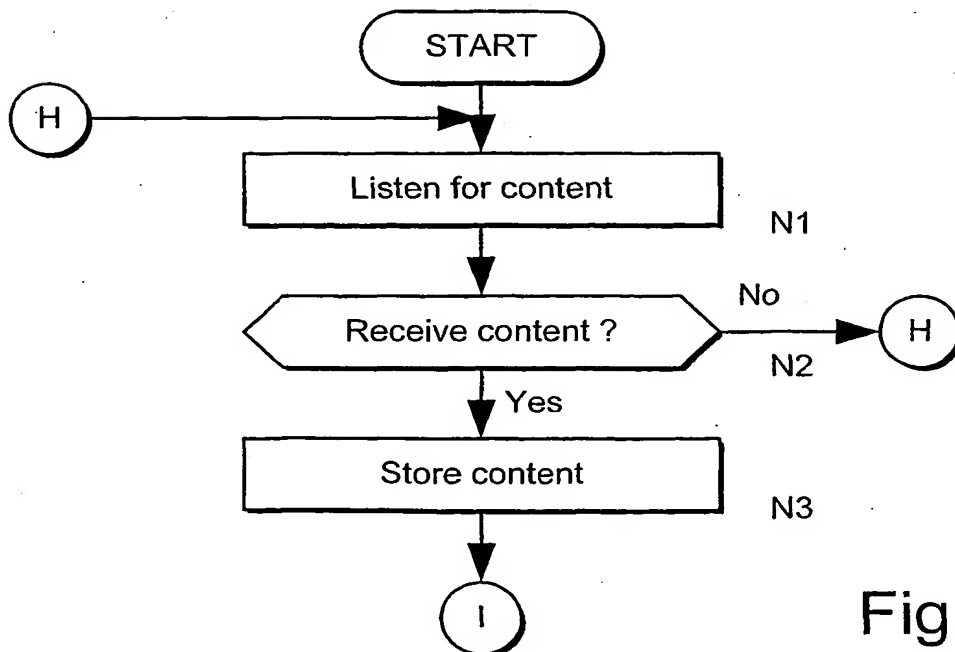 START
H
Listen for content
N1
Receive content ?
No
H
N2
Yes
Store content
N3
I
Fig